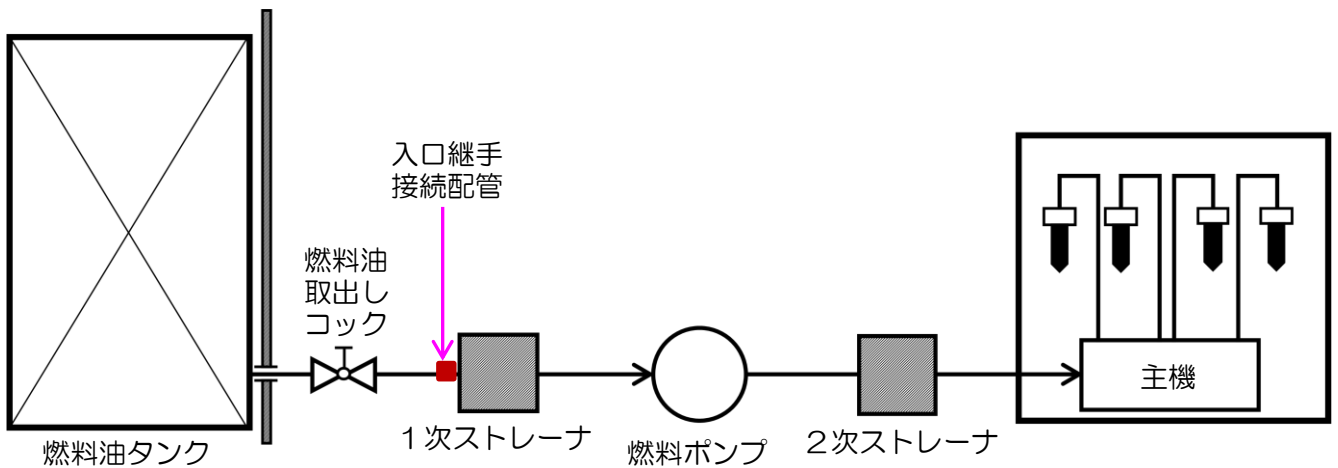 入口継手
接続配管
燃料油
取出し
コック
主機
燃料油タンク
１次ストレーナ
燃料ポンプ
２次ストレーナ